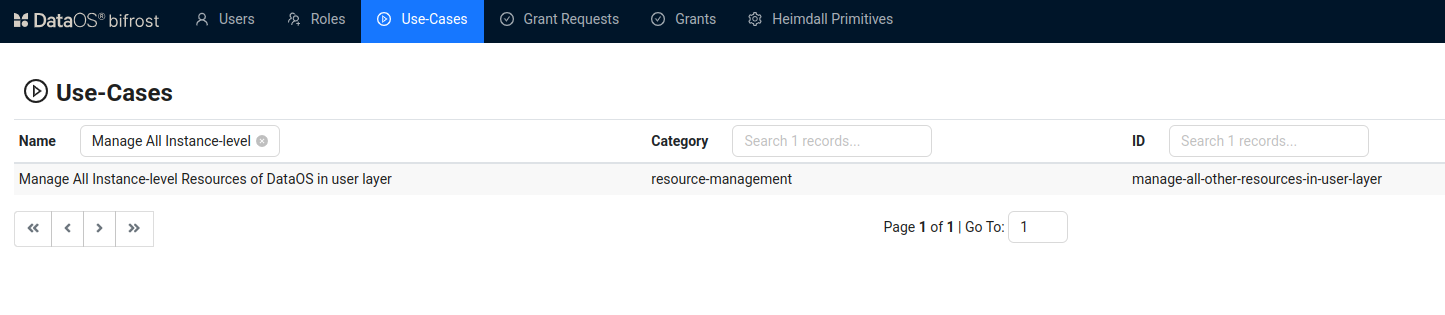 DataOS® bifrost Users Roles Use-Cases Grant Requests Grants Heimdall Primitives
Use-Cases
Name Manage All Instance-level Category Search 1 records... ID Search 1 records...
Manage All Instance-level Resources of DataOS in user layer resource-management manage-all-other-resources-in-user-layer
Page 1 of 1 | Go To: 1